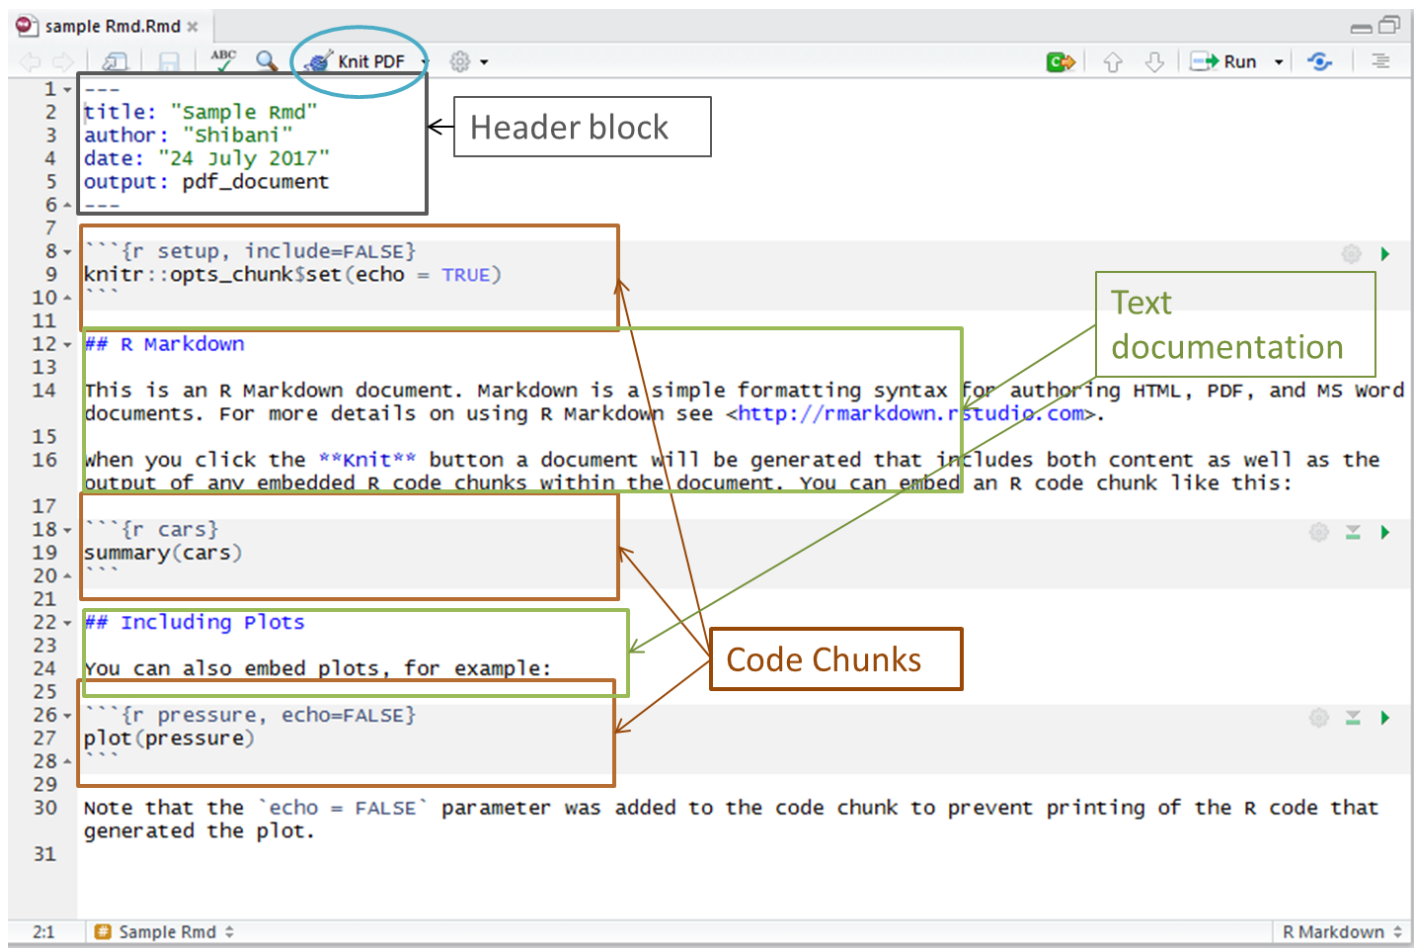 sample Rmd.Rmd
ABC Knit PDF Run
1 ---
2 title: "Sample Rmd"
3 author: "Shibani"
4 date: "24 July 2017"
5 output: pdf_document
6 ---
Header block
7
8 ```{r setup, include=FALSE}
9 knitr::opts_chunk$set(echo = TRUE)
10 ```
11
Text
documentation
12 ## R Markdown
13
14 This is an R Markdown document. Markdown is a simple formatting syntax for authoring HTML, PDF, and MS Word
documents. For more details on using R Markdown see <http://rmarkdown.rstudio.com>.
15
16 When you click the **Knit** button a document will be generated that includes both content as well as the
output of any embedded R code chunks within the document. You can embed an R code chunk like this:
17
18 ```{r cars}
19 summary(cars)
20 ```
21
22 ## Including Plots
23
24 You can also embed plots, for example:
Code Chunks
25
26 ```{r pressure, echo=FALSE}
27 plot(pressure)
28 ```
29
30 Note that the `echo = FALSE` parameter was added to the code chunk to prevent printing of the R code that
generated the plot.
31
2:1 # Sample Rmd R Markdown